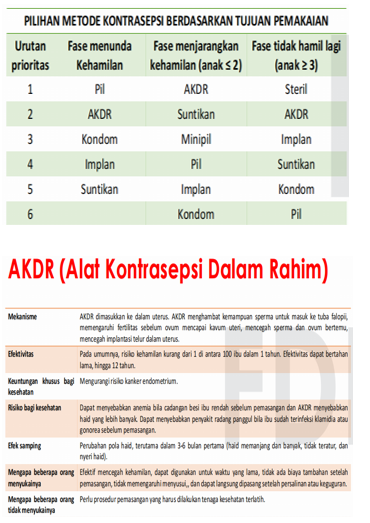 PILIHAN METODE KONTRASEPSI BERDASARKAN TUJUAN PEMAKAIAN
Urutan prioritas | Fase menunda Kehamilan | Fase menjarangkan kehamilan (anak ≤ 2) | Fase tidak hamil lagi (anak ≥ 3)
1 Pil AKDR Steril
2 AKDR Suntikan AKDR
3 Kondom Minipil Implan
4 Implan Pil Suntikan
5 Suntikan Implan Kondom
6 Kondom Pil
AKDR (Alat Kontrasepsi Dalam Rahim)
Mekanisme AKDR dimasukkan ke dalam uterus. AKDR menghambat kemampuan sperma untuk masuk ke tuba falopii,
memengaruhi fertilitas sebelum ovum mencapai kavum uteri, mencegah sperma dan ovum bertemu,
mencegah implantasi telur dalam uterus.
Efektivitas Pada umumnya, risiko kehamilan kurang dari 1 di antara 100 ibu dalam 1 tahun. Efektivitas dapat bertahan
lama, hingga 12 tahun.
Keuntungan khusus bagi kesehatan Mengurangi risiko kanker endometrium.
Risiko bagi kesehatan Dapat menyebabkan anemia bila cadangan besi ibu rendah sebelum pemasangan dan AKDR menyebabkan
haid yang lebih banyak. Dapat menyebabkan penyakit radang panggul bila ibu sudah terinfeksi klamidia atau
gonorea sebelum pemasangan.
Efek samping Perubahan pola haid, terutama dalam 3-6 bulan pertama (haid memanjang dan banyak, tidak teratur, dan
nyeri haid).
Mengapa beberapa orang menyukainya Efektif mencegah kehamilan, dapat digunakan untuk waktu yang lama, tidak ada biaya tambahan setelah
pemasangan, tidak memengaruhi menyusui,, dan dapat langsung dipasang setelah persalinan atau keguguran.
Mengapa beberapa orang tidak menyukainya Perlu prosedur pemasangan yang harus dilakukan tenaga kesehatan terlatih.